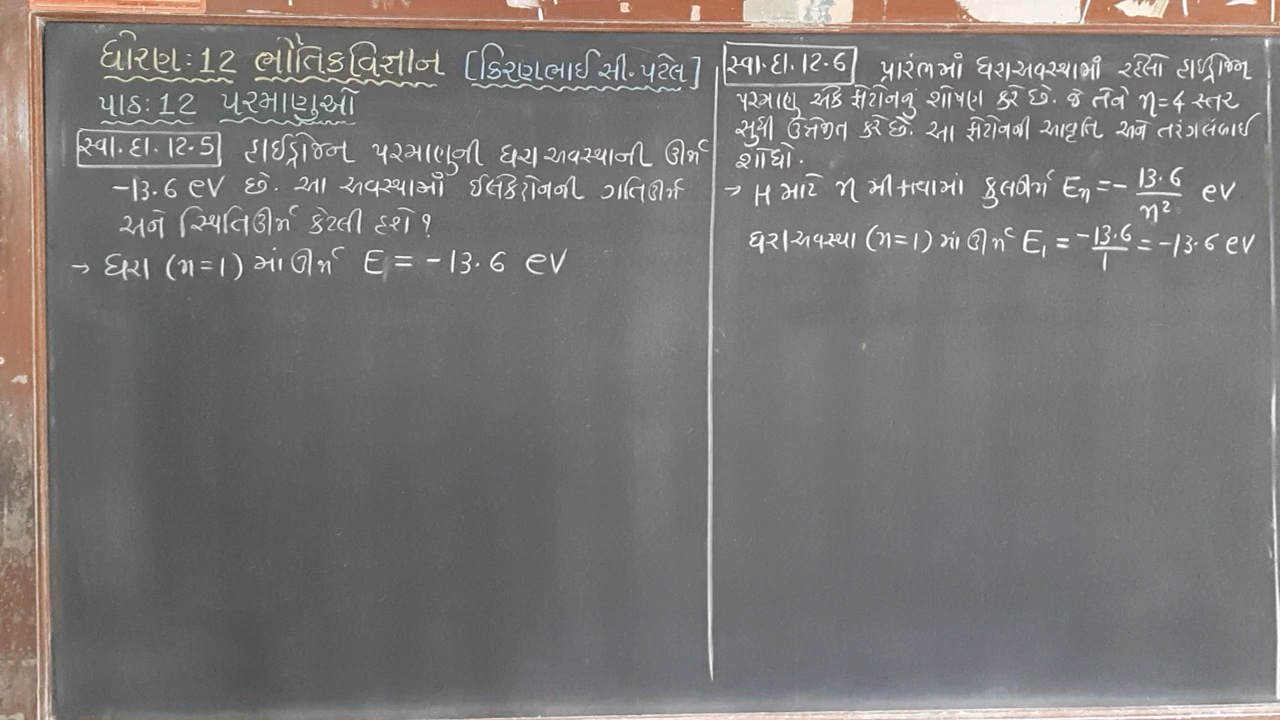 ધોરણ: 12 ભૌતિકવિજ્ઞાન [કિરણભાઈ સી. પટેલ]
પાઠ: 12 પરમાણુઓ
સ્વા. દા. 12.5 હાઈડ્રોજન પરમાણુની ધરા અવસ્થાની ઊર્જા
-13.6 eV છે. આ અવસ્થામાં ઈલેક્ટ્રોનની ગતિઊર્જા
અને સ્થિતિઊર્જા કેટલી હશે?
→ ધરા (n=1) માં ઊર્જા E = -13.6 eV
સ્વા. દા. 12.6 પ્રારંભમાં ધરાઅવસ્થામાં રહેલો હાઈડ્રોજન
પરમાણુ એક ફોટોનનું શોષણ કરે છે. જે તેને n=4 સ્તર
સુધી ઉત્તેજીત કરે છે. આ ફોટોનની આવૃતિ અને તરંગલંબાઈ
શોધો.
→ H માટે n મી કક્ષામાં કુલઊર્જા Eₙ = - 13.6/n² eV
ધરાઅવસ્થા (n=1) માં ઊર્જા E₁ = -13.6/1 = -13.6 eV